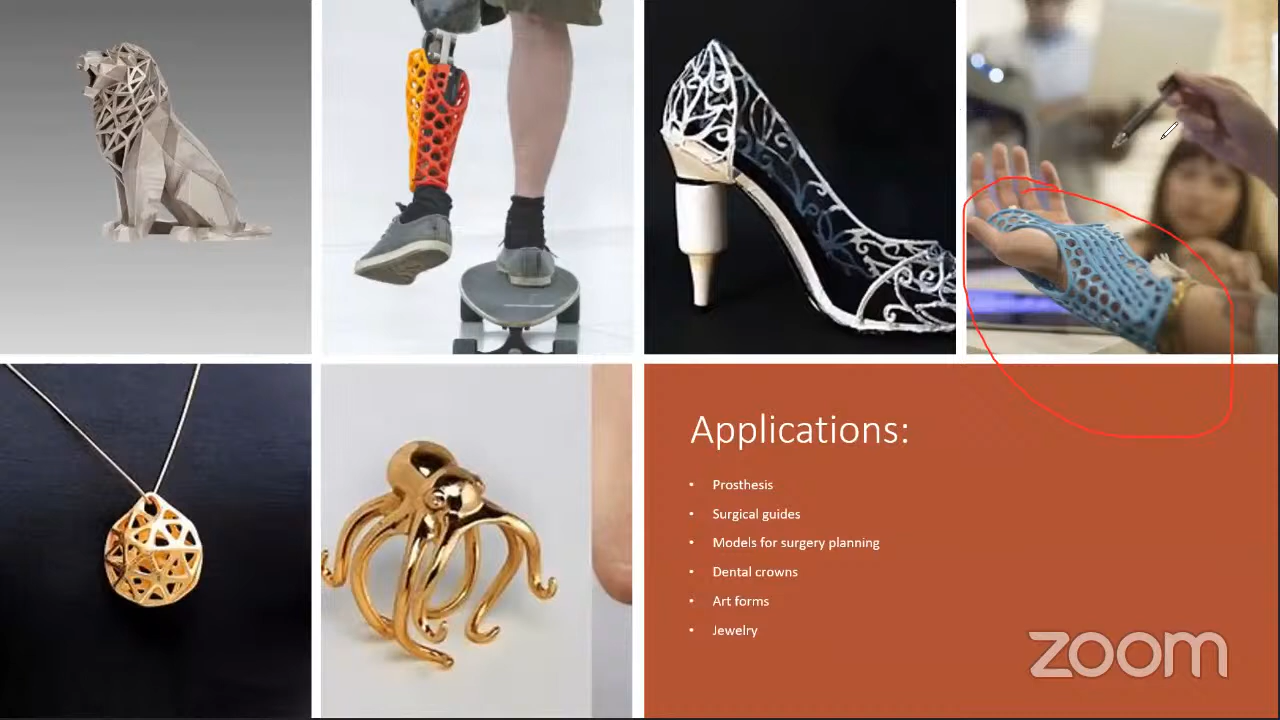 Applications:
• Prosthesis
• Surgical guides
• Models for surgery planning
• Dental crowns
• Art forms
• Jewelry
zoom